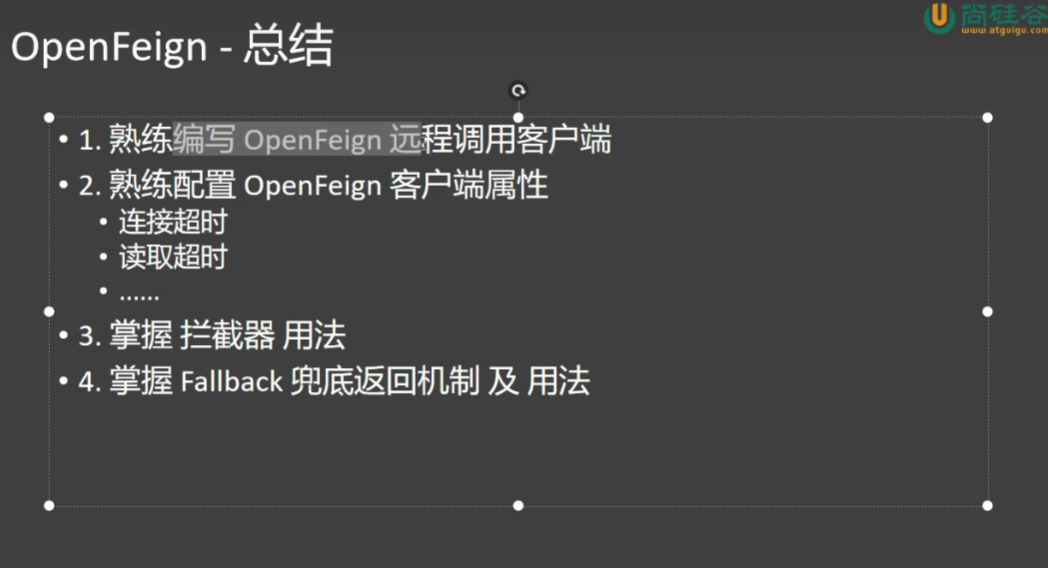 尚硅谷
www.atguigu.com
OpenFeign - 总结
• 1. 熟练编写 OpenFeign 远程调用客户端
• 2. 熟练配置 OpenFeign 客户端属性
• 连接超时
• 读取超时
• ......
• 3. 掌握 拦截器 用法
• 4. 掌握 Fallback 兜底返回机制 及 用法